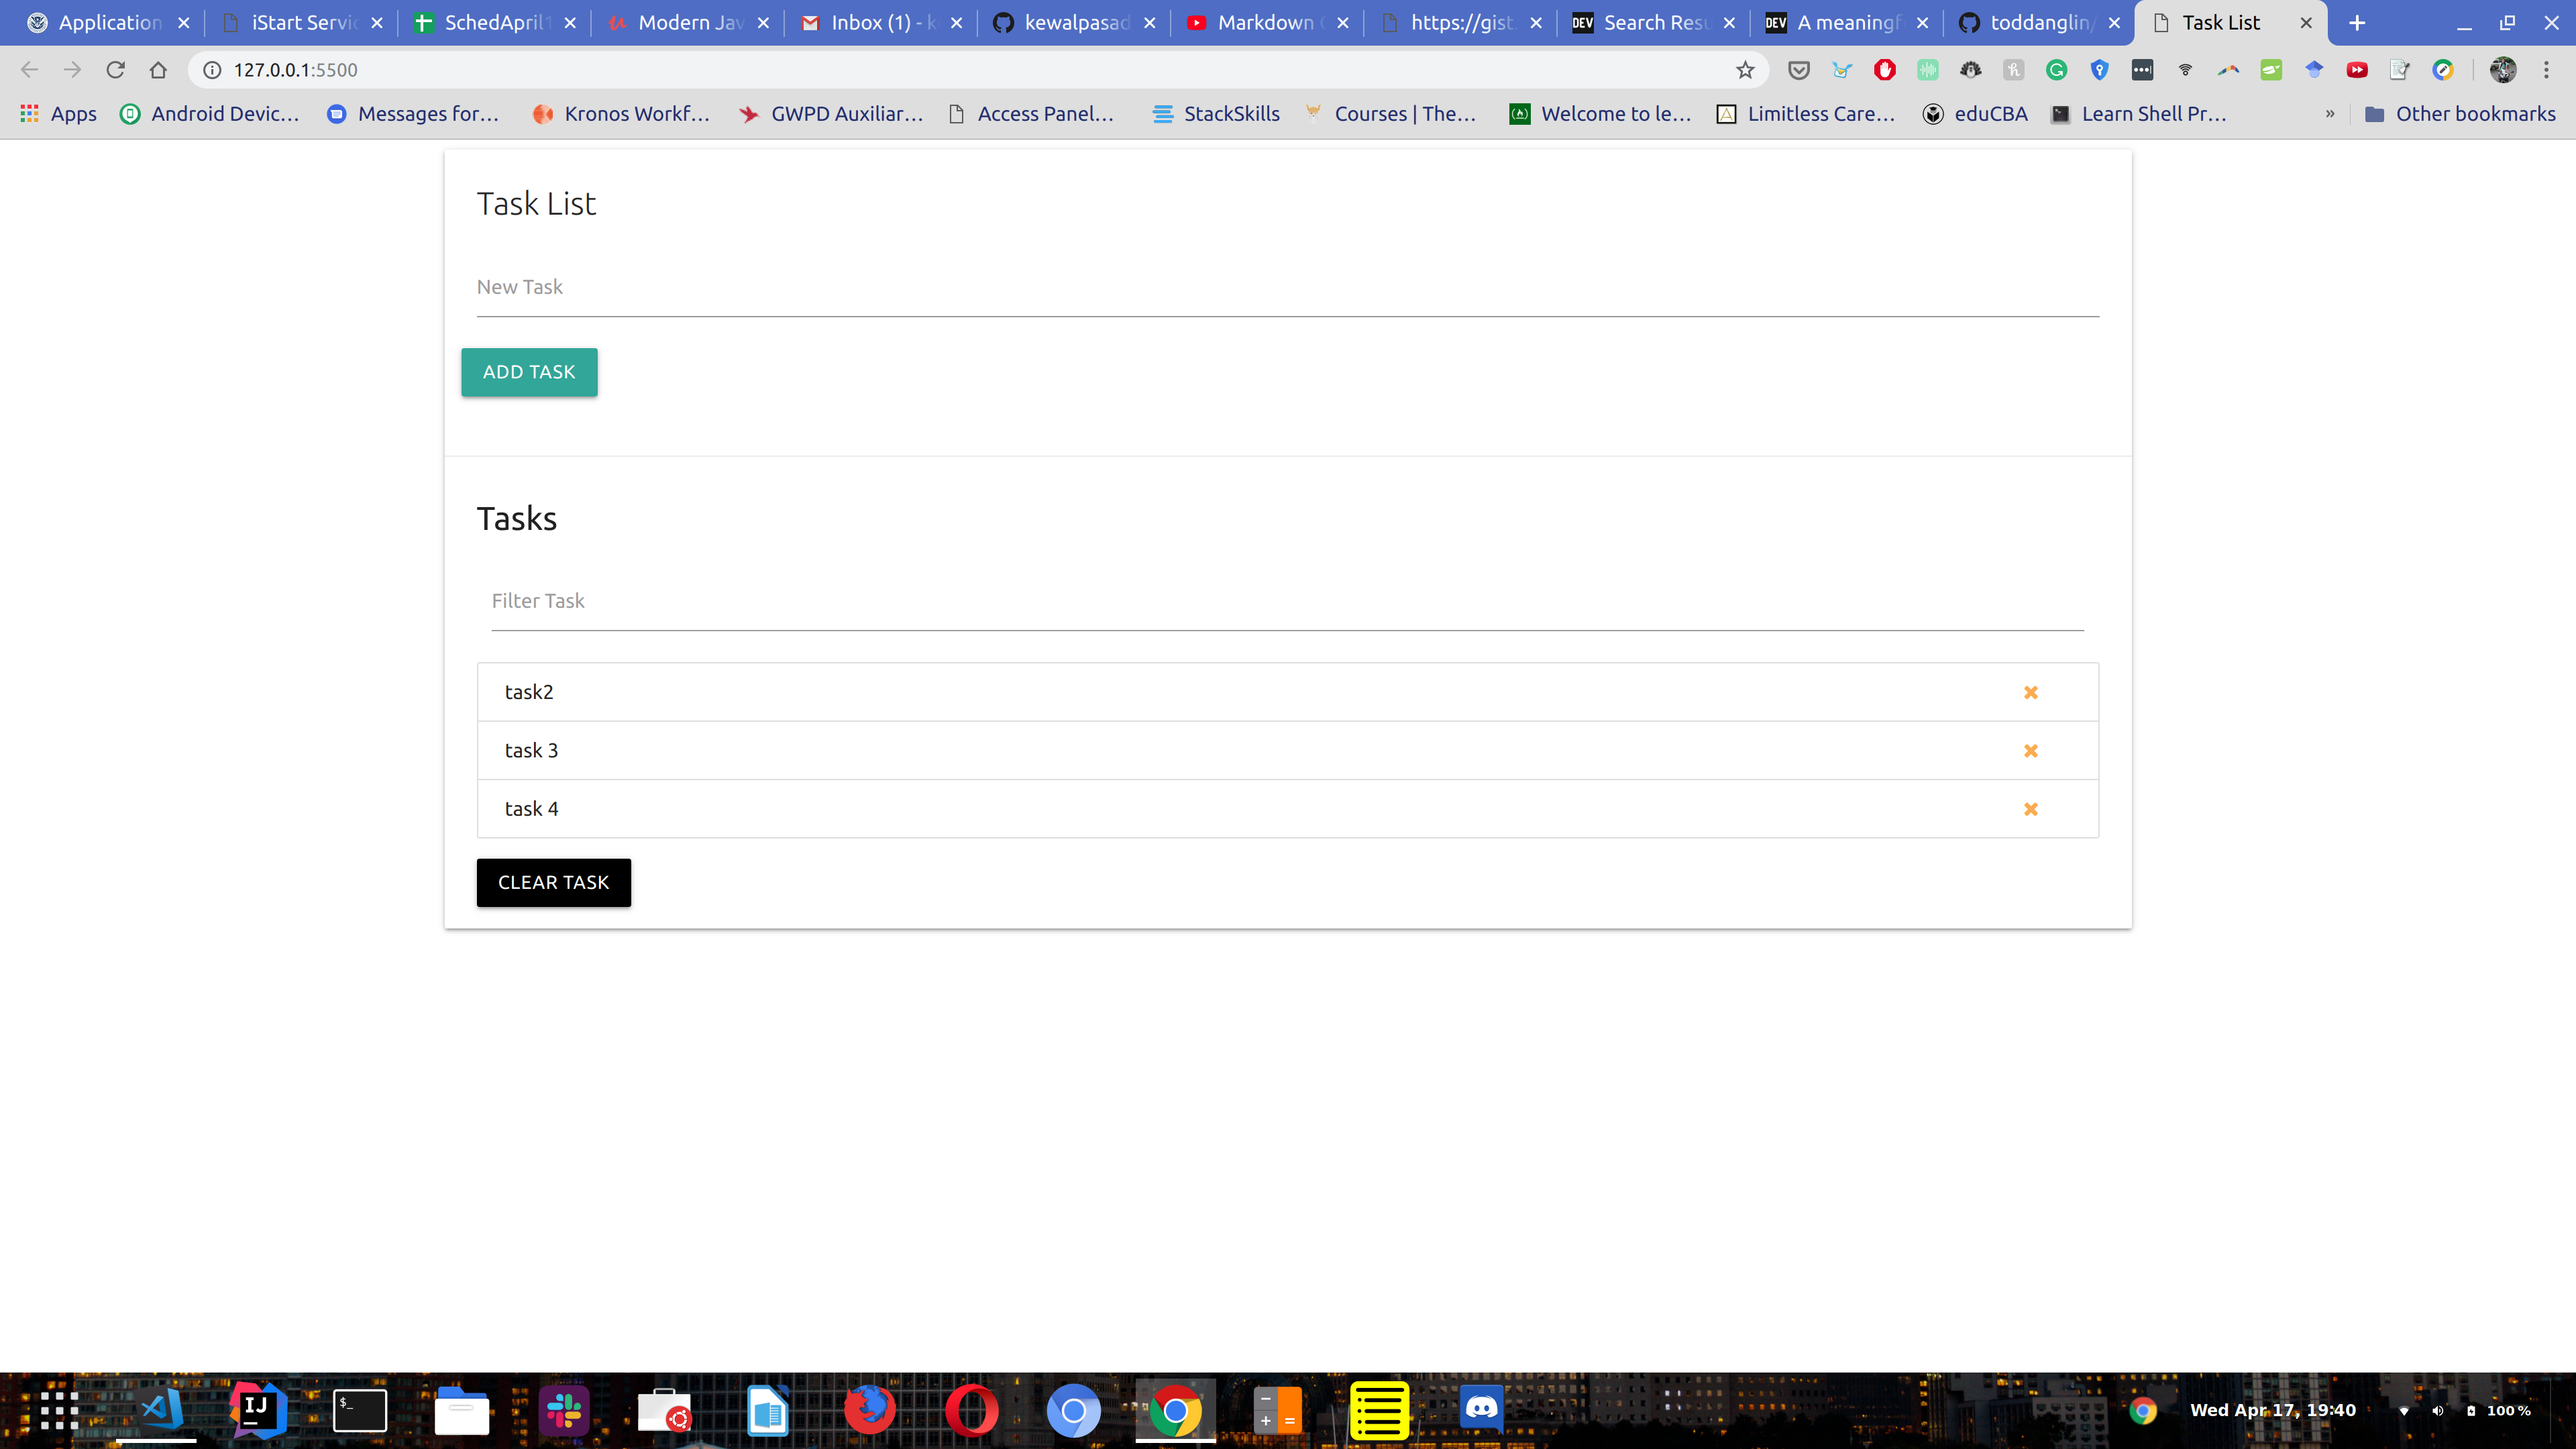 Application
iStart Servic
SchedApril1
Modern Jav
Inbox (1) - k
kewalpasad
Markdown
https://gist.
DEV Search Resu
DEV A meaningf
toddanglin/
Task List
127.0.0.1:5500
Apps
Android Devic...
Messages for...
Kronos Workf...
GWPD Auxiliar...
Access Panel...
StackSkills
Courses | The...
Welcome to le...
Limitless Care...
eduCBA
Learn Shell Pr...
»
Other bookmarks
Task List
New Task
ADD TASK
Tasks
Filter Task
task2
task 3
task 4
CLEAR TASK
IJ
$_
Wed Apr 17, 19:40
100 %